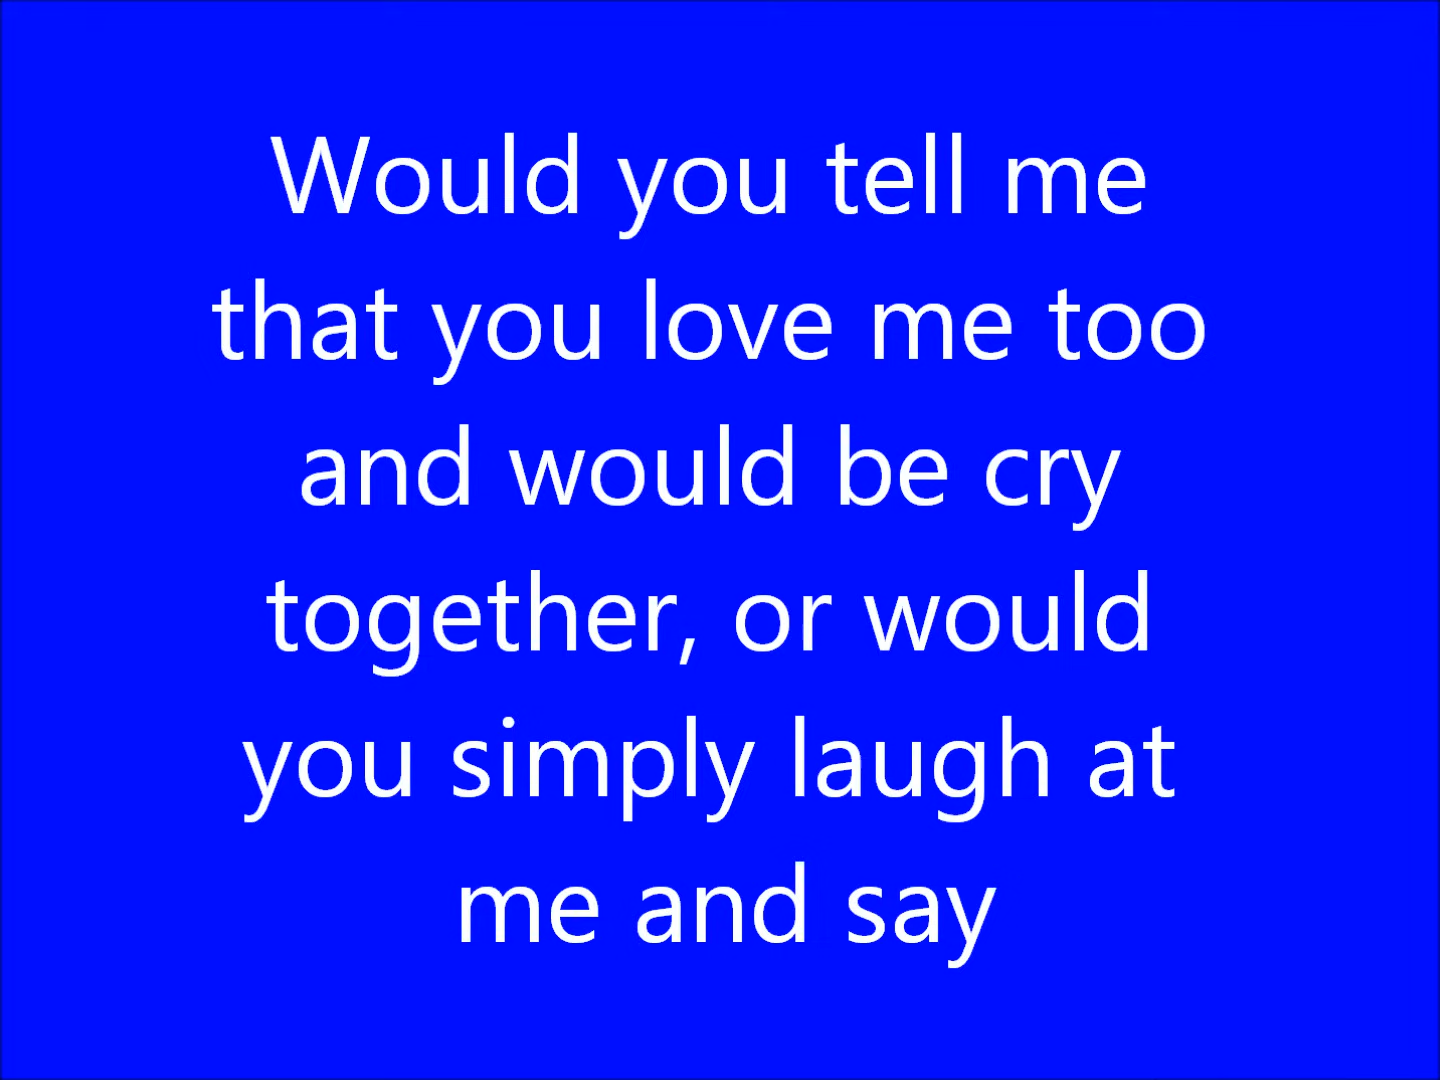 Would you tell me
that you love me too
and would be cry
together, or would
you simply laugh at
me and say